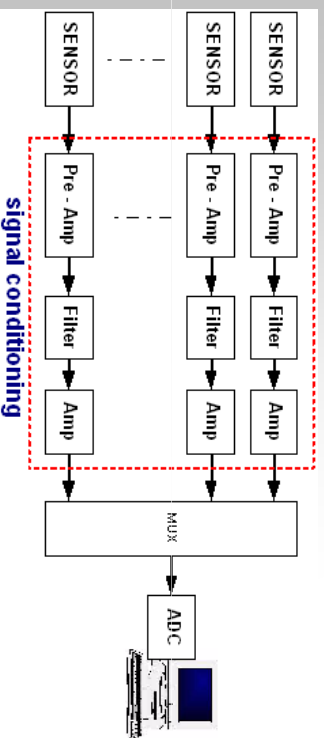 SENSOR Pre - Amp Filter Amp
SENSOR Pre - Amp Filter Amp
SENSOR Pre - Amp Filter Amp
MUX
ADC
signal conditioning